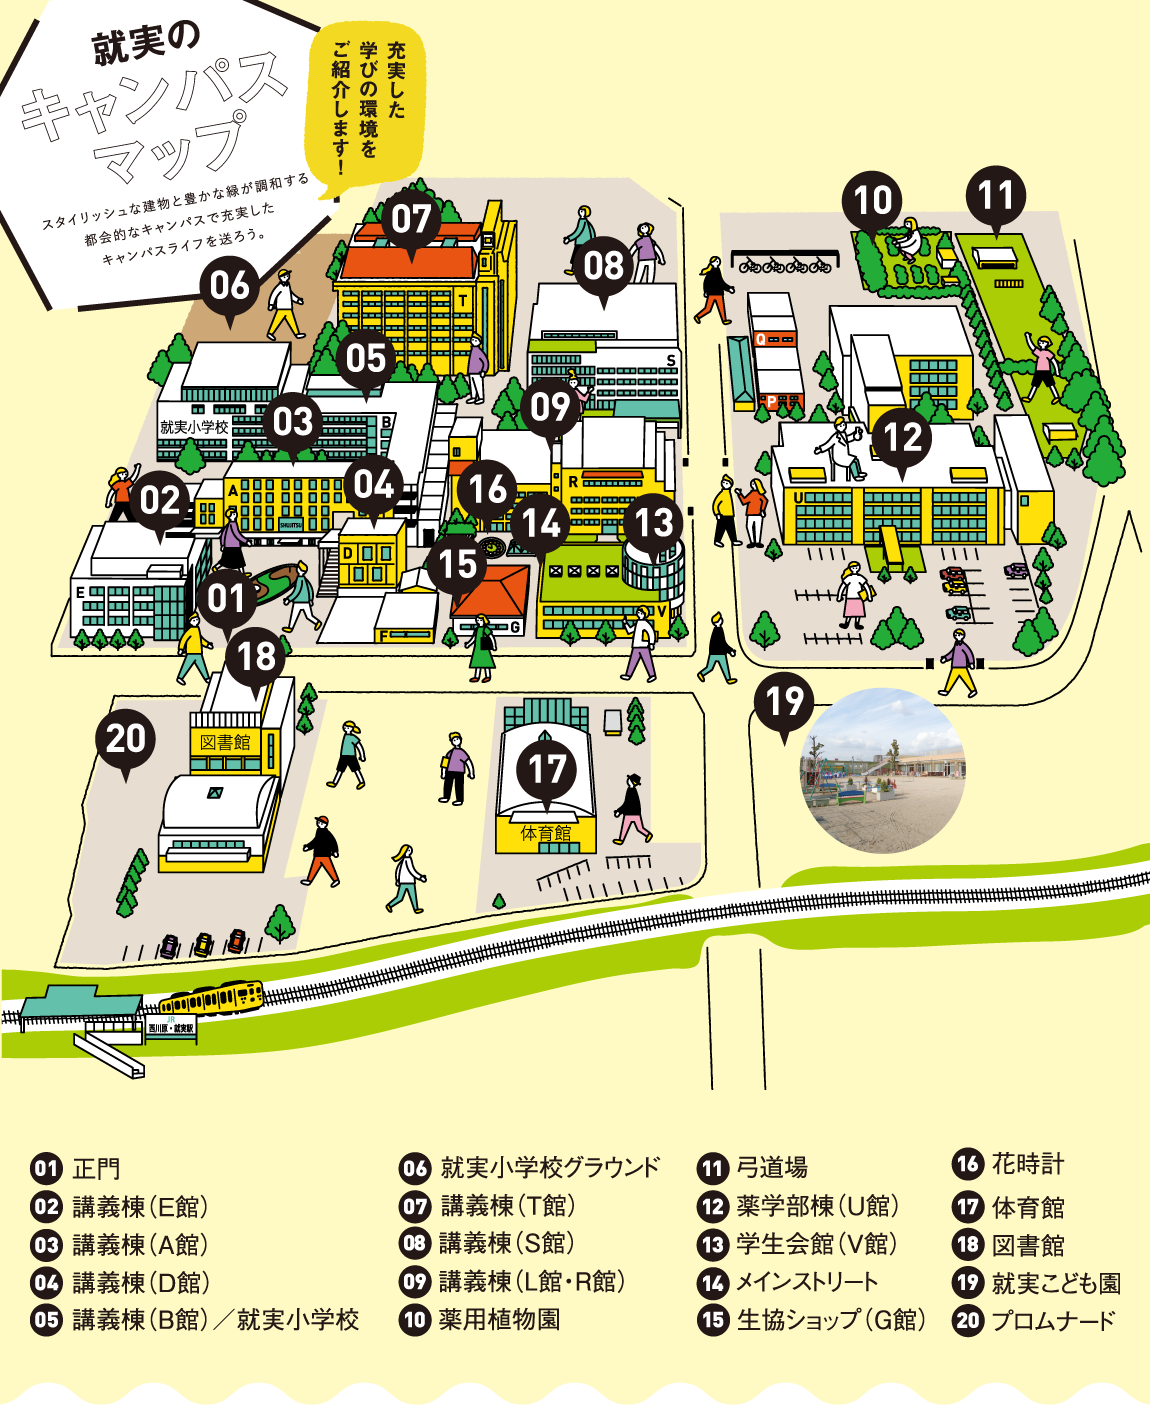 就実の
キャンパス
マップ
スタイリッシュな建物と豊かな緑が調和する
都会的なキャンパスで充実した
キャンパスライフを送ろう。
充実した
学びの環境を
ご紹介します!
07
10
11
06
08
T
05
S
Q
09
P
03
B
就実小学校
12
02
04
16
A
R
U
14
13
SHUJITSU
D
15
E
01
F
G
V
18
19
20
図書館
17
体育館
JR
西川原・就実駅
01 正門
02 講義棟(E館)
03 講義棟(A館)
04 講義棟(D館)
05 講義棟(B館)/就実小学校
06 就実小学校グラウンド
07 講義棟(T館)
08 講義棟(S館)
09 講義棟(L館・R館)
10 薬用植物園
11 弓道場
12 薬学部棟(U館)
13 学生会館(V館)
14 メインストリート
15 生協ショップ(G館)
16 花時計
17 体育館
18 図書館
19 就実こども園
20 プロムナード